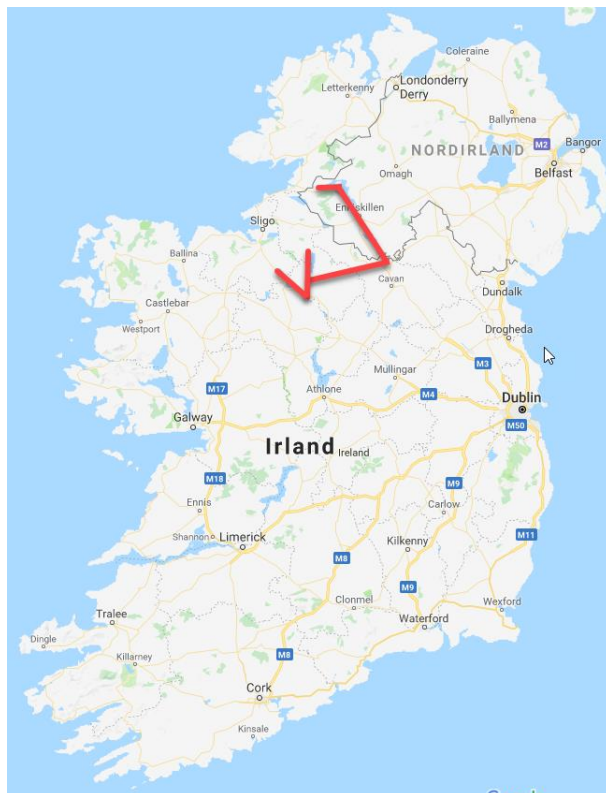 Coleraine
Londonderry
Derry
Letterkenny
Ballymena
M2
Bangor
NORDIRLAND
Belfast
Omagh
Enniskillen
Sligo
Ballina
Cavan
Dundalk
Castlebar
Westport
Drogheda
M3
Mullingar
M17
Athlone
M4
Dublin
Galway
M50
Irland
Ireland
M18
M9
Ennis
Carlow
Shannon
Limerick
Kilkenny
M11
M8
M9
Clonmel
Wexford
Tralee
Waterford
Dingle
Killarney
M8
Cork
Kinsale